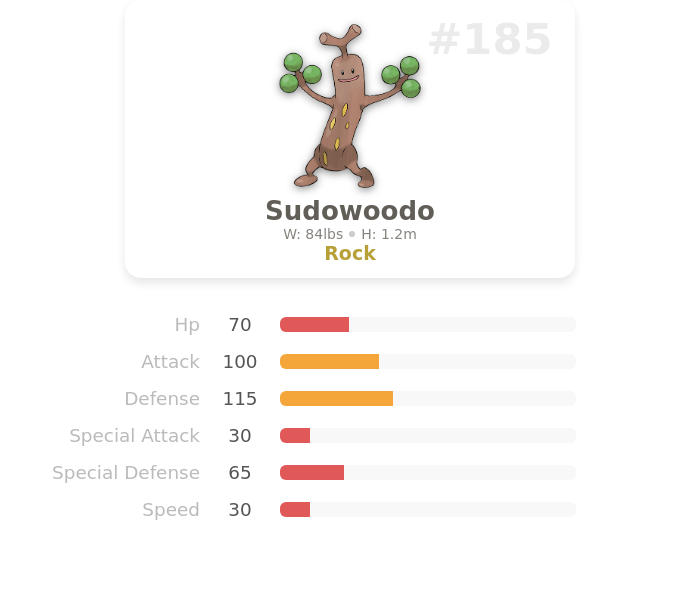 #185
Sudowoodo
W: 84lbs • H: 1.2m
Rock
Hp 70
Attack 100
Defense 115
Special Attack 30
Special Defense 65
Speed 30